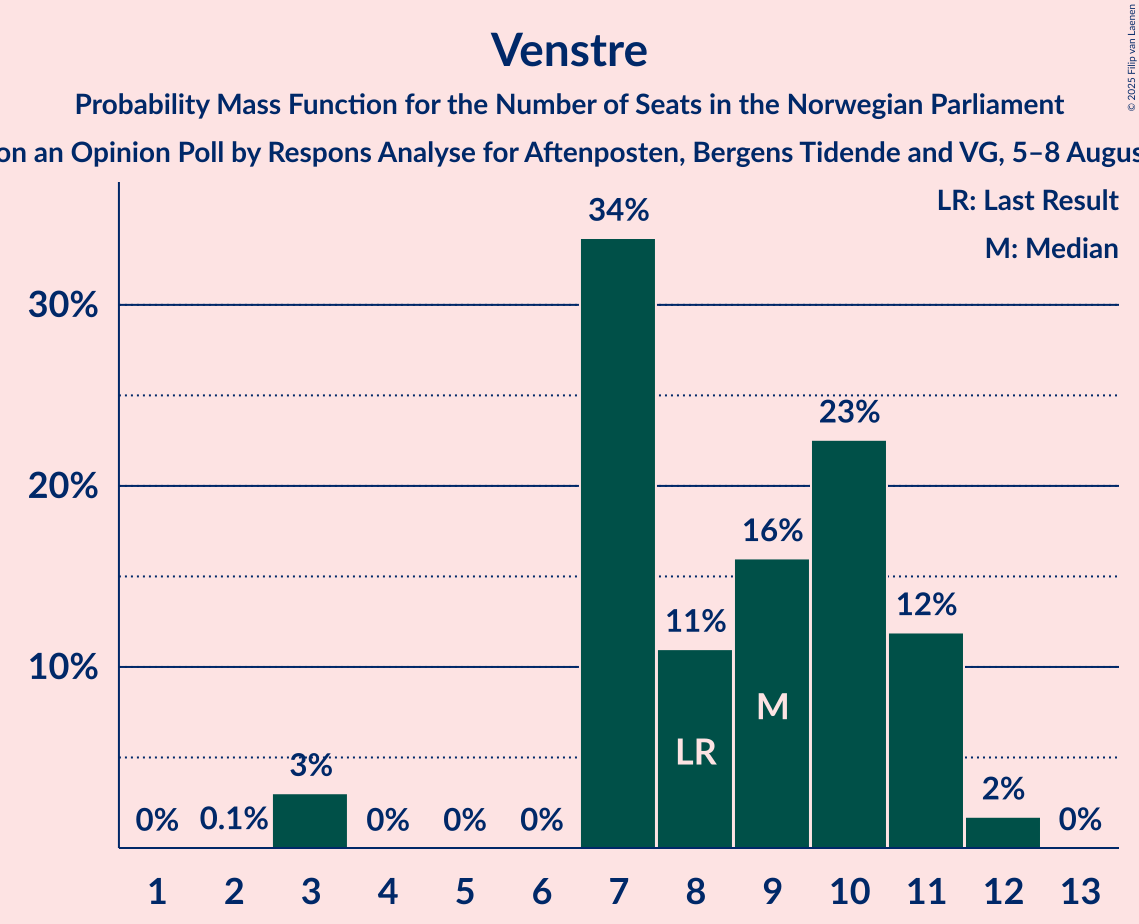 Venstre
Probability Mass Function for the Number of Seats in the Norwegian Parliament
on an Opinion Poll by Respons Analyse for Aftenposten, Bergens Tidende and VG, 5–8 Augus
© 2025 Filip van Laenen
LR: Last Result
M: Median
30%
20%
10%
0%
0.1%
3%
0%
0%
0%
34%
11%
16%
23%
12%
2%
0%
LR
M
1 2 3 4 5 6 7 8 9 10 11 12 13